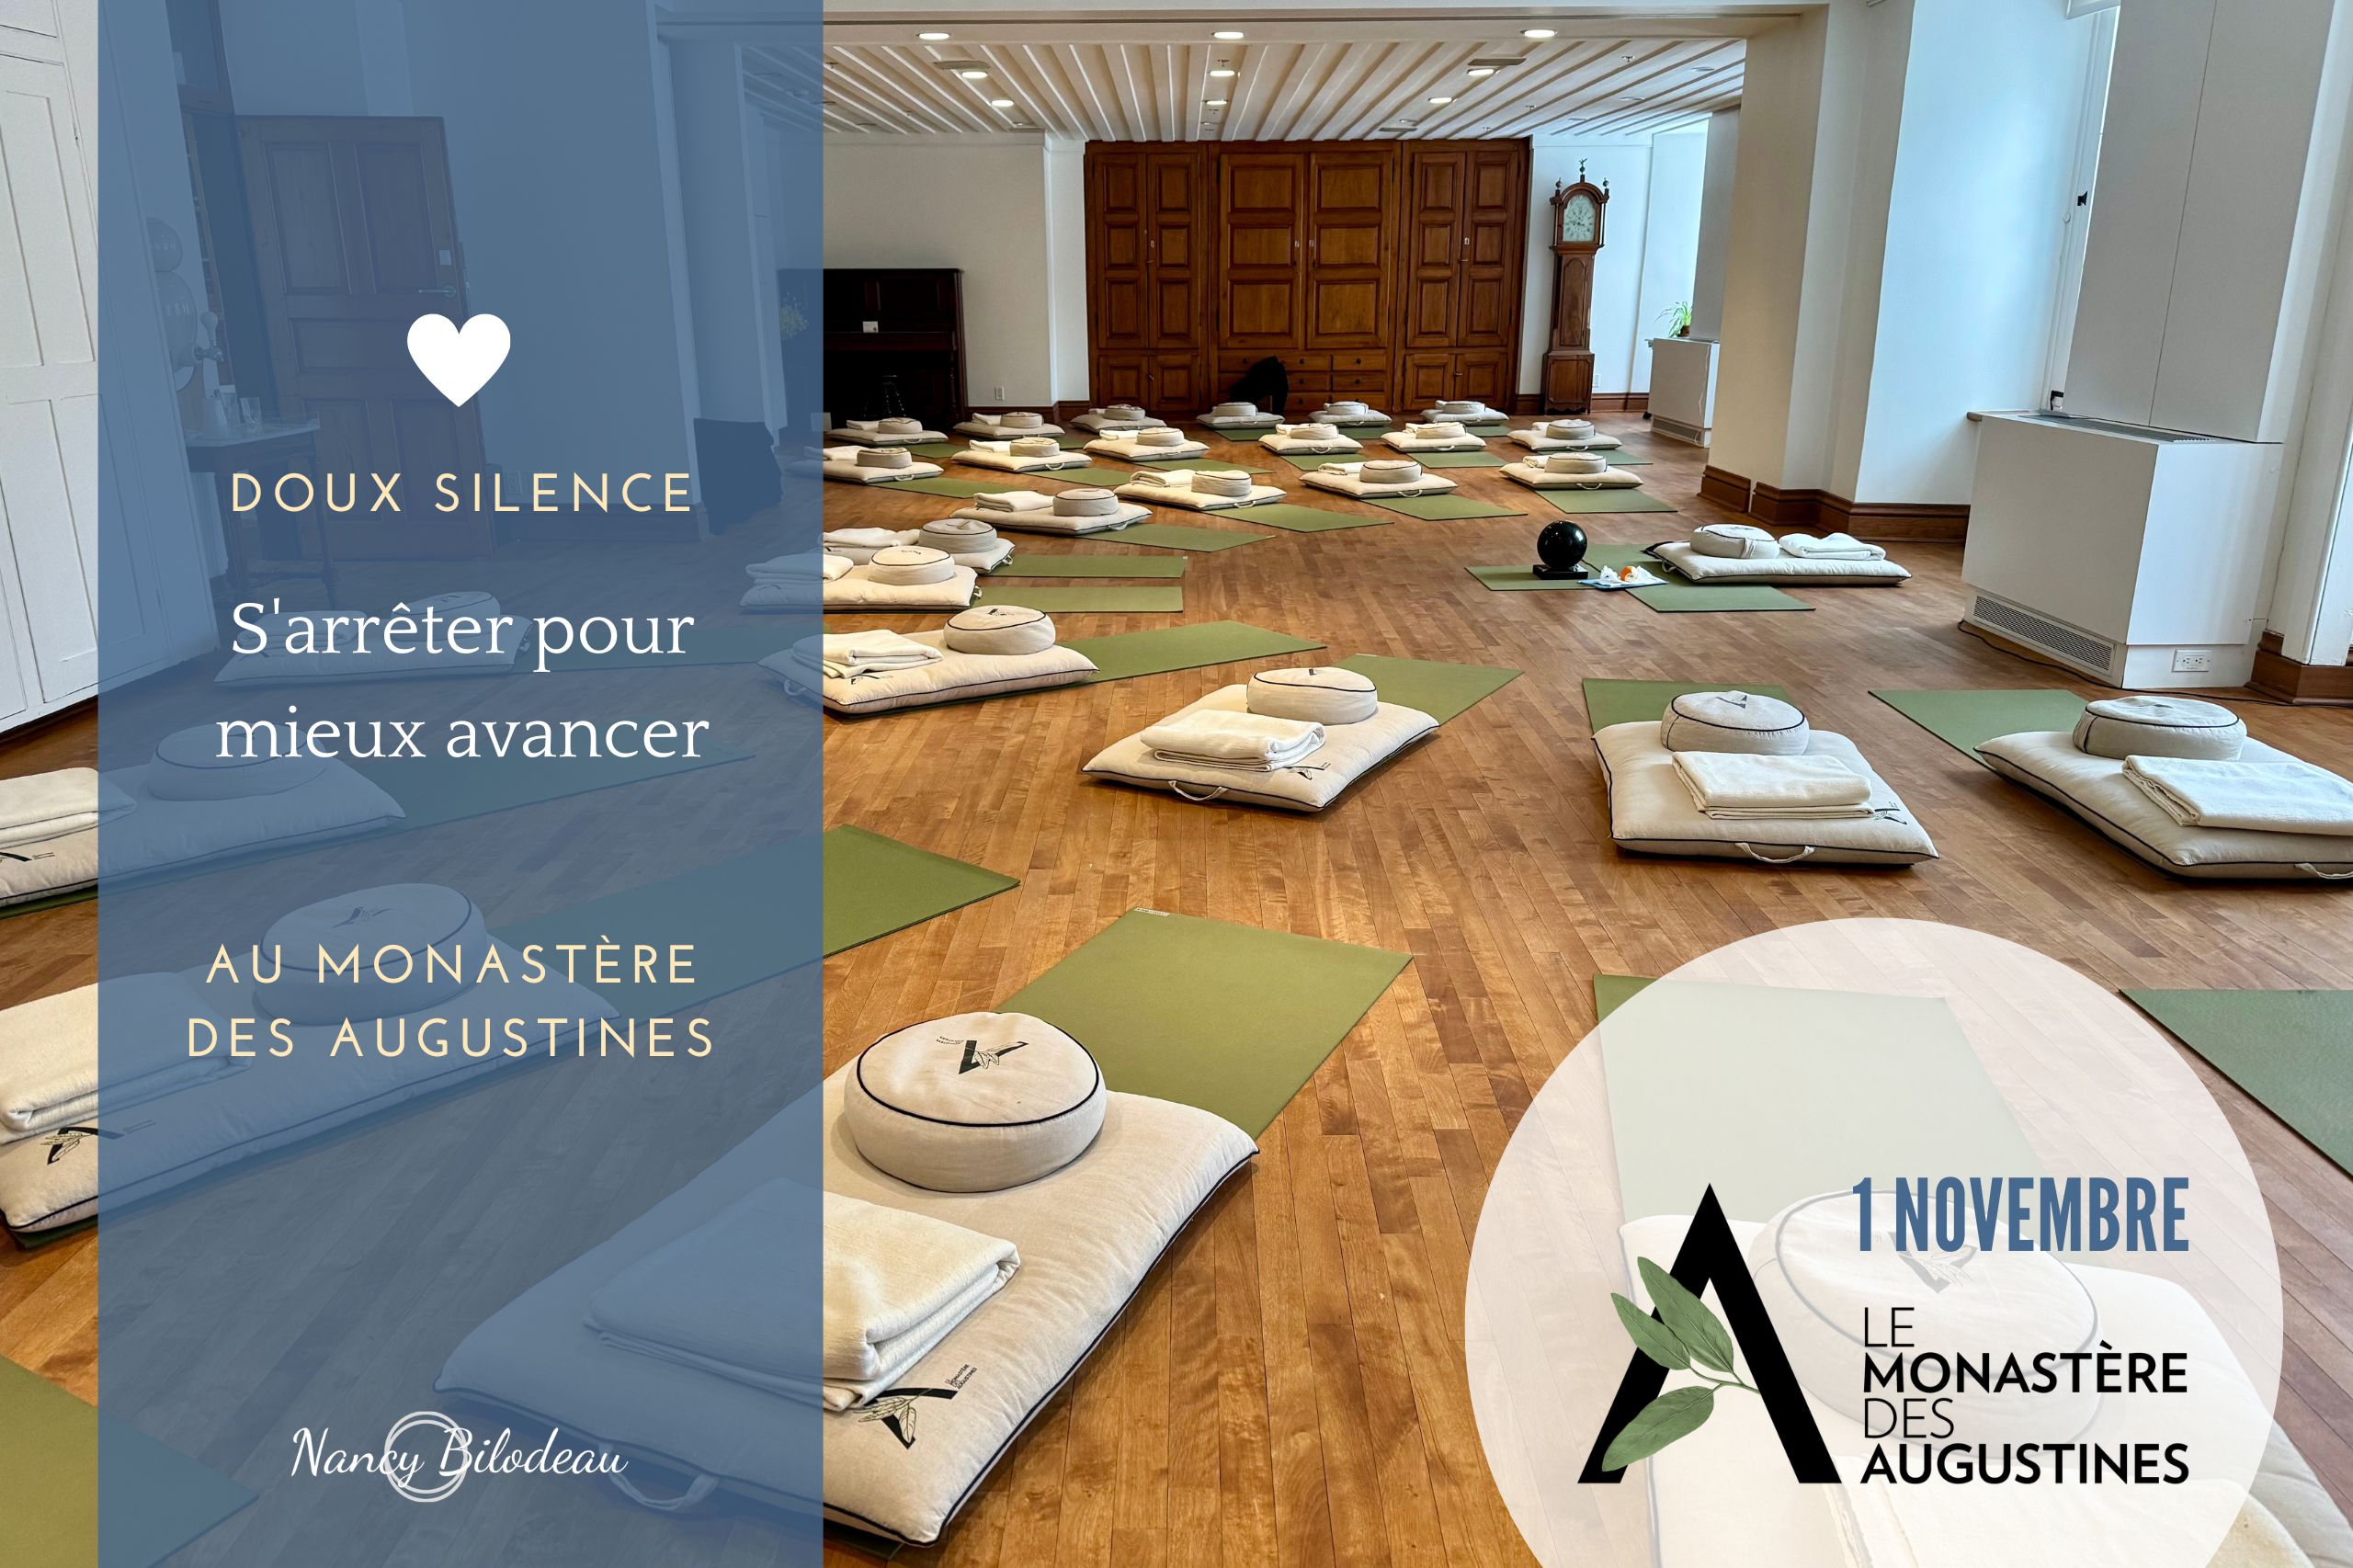 DOUX SILENCE
S'arrêter pour
mieux avancer
AU MONASTÈRE
DES AUGUSTINES
Nancy Bilodeau
1 NOVEMBRE
LE
MONASTÈRE
DES
AUGUSTINES